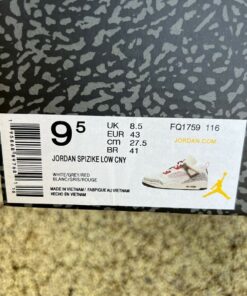 9 5
UK 8.5
EUR 43
cm 27.5
BR 41
FQ1759 116
JORDAN.COM
JORDAN SPIZIKE LOW CNY
WHITE/GREY/RED
BLANC/GRIS/ROUGE
MADE IN VIETNAM / FABRIQUE AU VIETNAM
HECHO EN VIETNAM